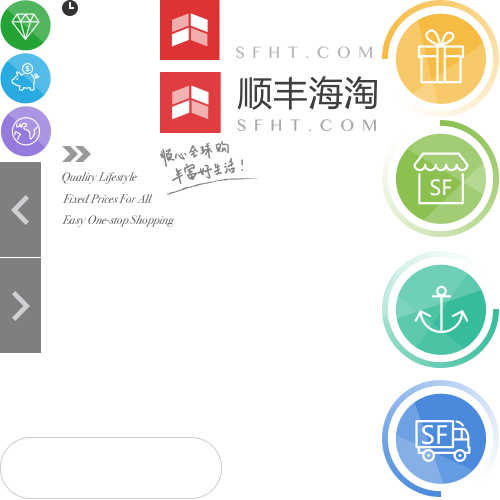 SFHT.COM
顺丰海淘
SFHT.COM
顺心全球购
丰富好生活！
Quality Lifestyle
Fixed Prices For All
Easy One-stop Shopping
SF
SF